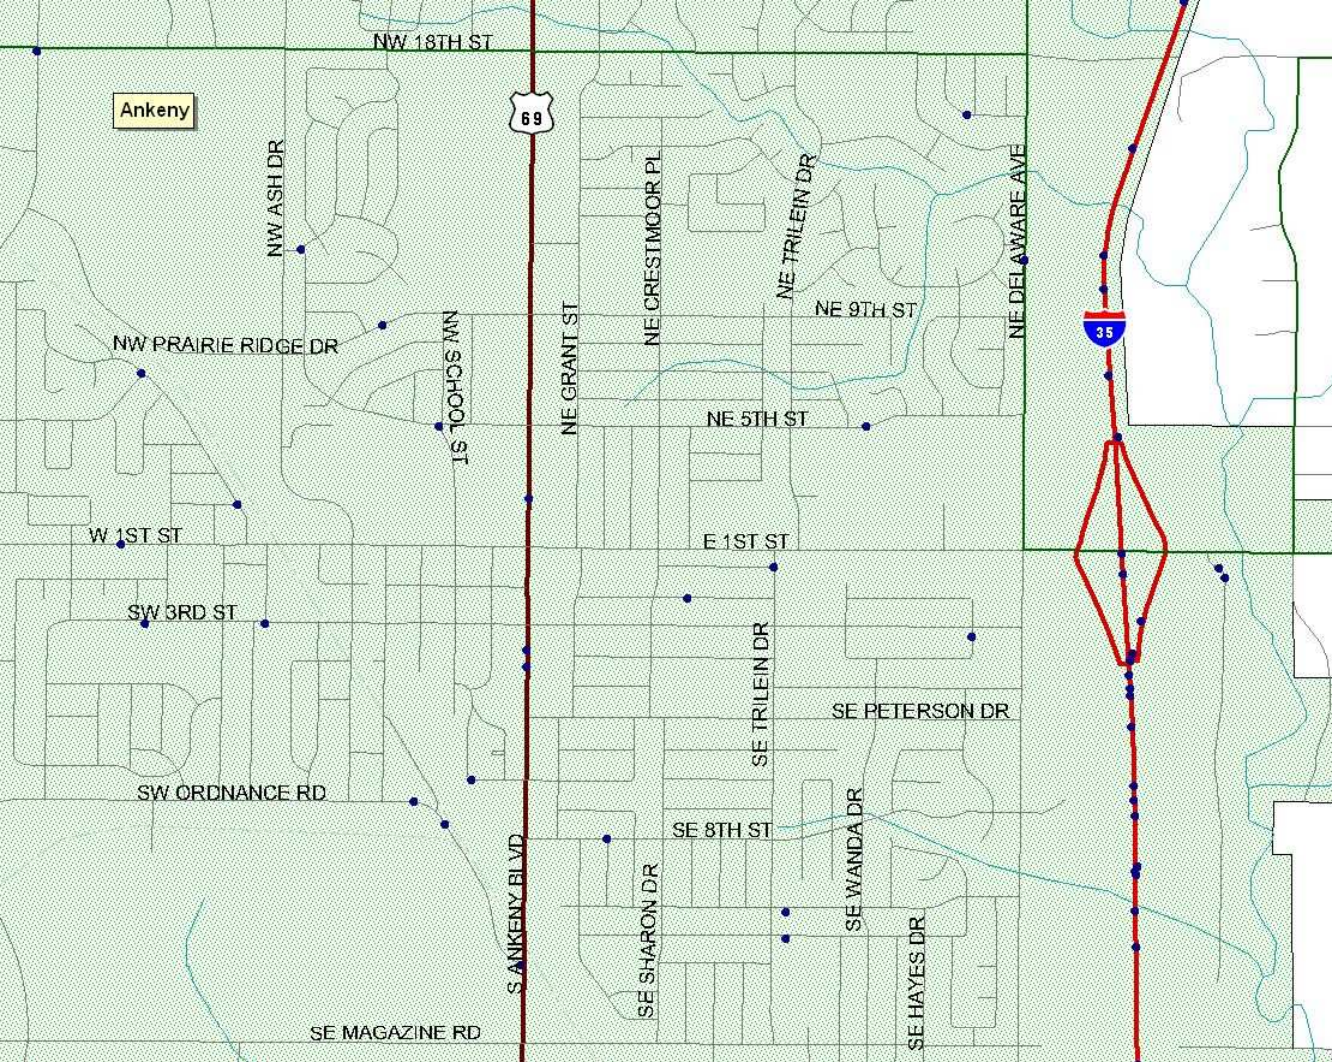 NW 18TH ST
Ankeny
69
NW ASH DR
NE CRESTMOOR PL
NE TRILEIN DR
NE DELAWARE AVE
NE 9TH ST
35
NW PRAIRIE RIDGE DR
NW SCHOOL ST
NE GRANT ST
NE 5TH ST
W 1ST ST
E 1ST ST
SW 3RD ST
SE TRILEIN DR
SE PETERSON DR
SW ORDNANCE RD
SE 8TH ST
SE WANDA DR
S ANKENY BLVD
SE SHARON DR
SE HAYES DR
SE MAGAZINE RD